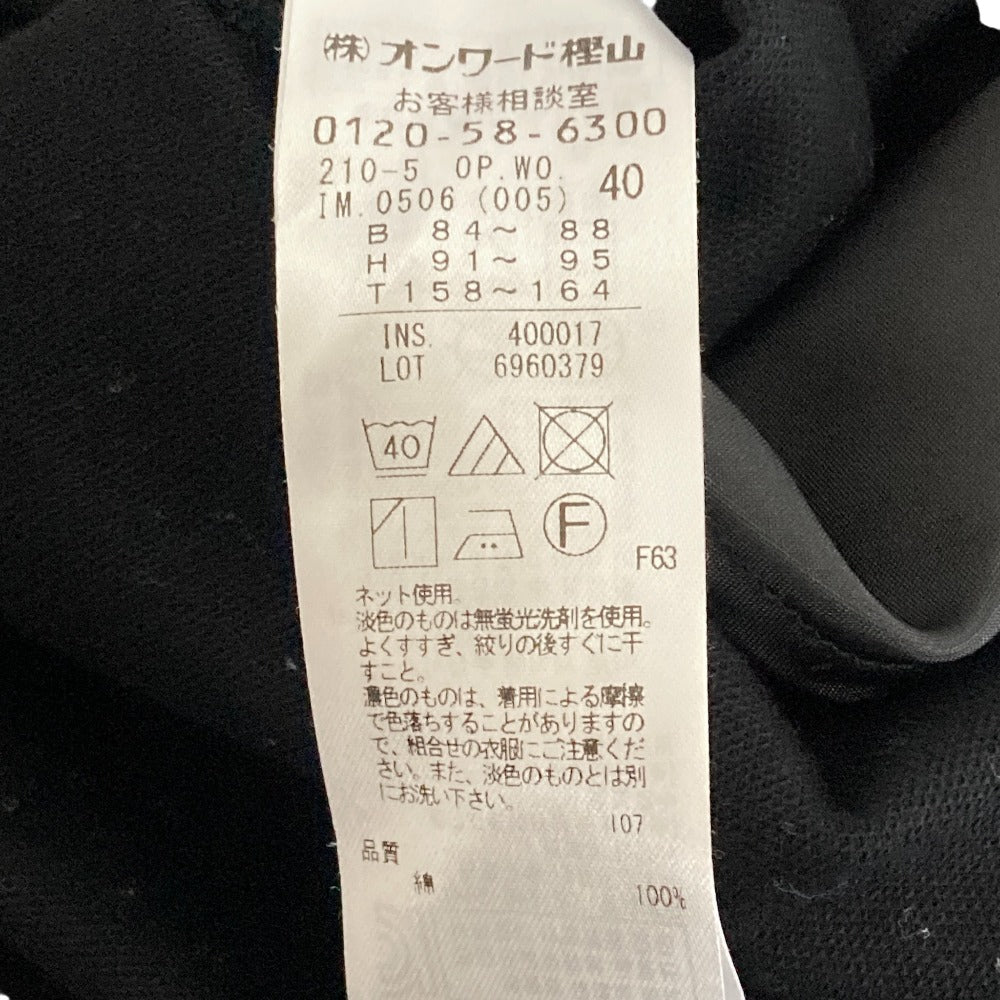 (株)オンワード樫山
お客様相談室
0120-58-6300
210-5 OP.WO.
IM.0506 (005) 40
B 84～ 88
H 91～ 95
T158～164
INS. 400017
LOT 6960379
40
F
F63
ネット使用。
淡色のものは無蛍光洗剤を使用。
よくすすぎ、絞りの後すぐに干
すこと。
濃色のものは、着用による摩擦
で色落ちすることがありますの
で、組合せの衣服にご注意くだ
さい。また、淡色のものとは別
にお洗い下さい。
107
品質
綿 100%